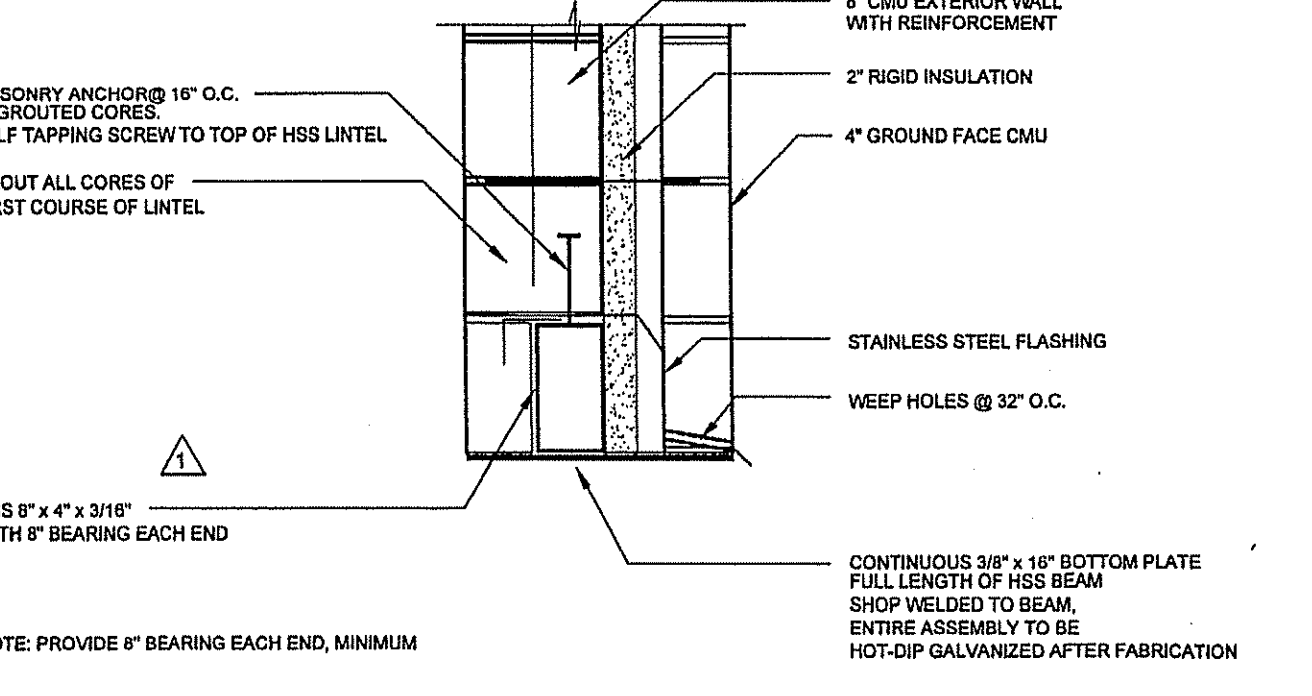 8" CMU EXTERIOR WALL
WITH REINFORCEMENT
2" RIGID INSULATION
SONRY ANCHOR@ 16" O.C.
GROUTED CORES.
LF TAPPING SCREW TO TOP OF HSS LINTEL
4" GROUND FACE CMU
OUT ALL CORES OF
RST COURSE OF LINTEL
STAINLESS STEEL FLASHING
WEEP HOLES @ 32" O.C.
1
S 8" x 4" x 3/16"
TH 8" BEARING EACH END
CONTINUOUS 3/8" x 16" BOTTOM PLATE
FULL LENGTH OF HSS BEAM
SHOP WELDED TO BEAM,
ENTIRE ASSEMBLY TO BE
HOT-DIP GALVANIZED AFTER FABRICATION
OTE: PROVIDE 8" BEARING EACH END, MINIMUM